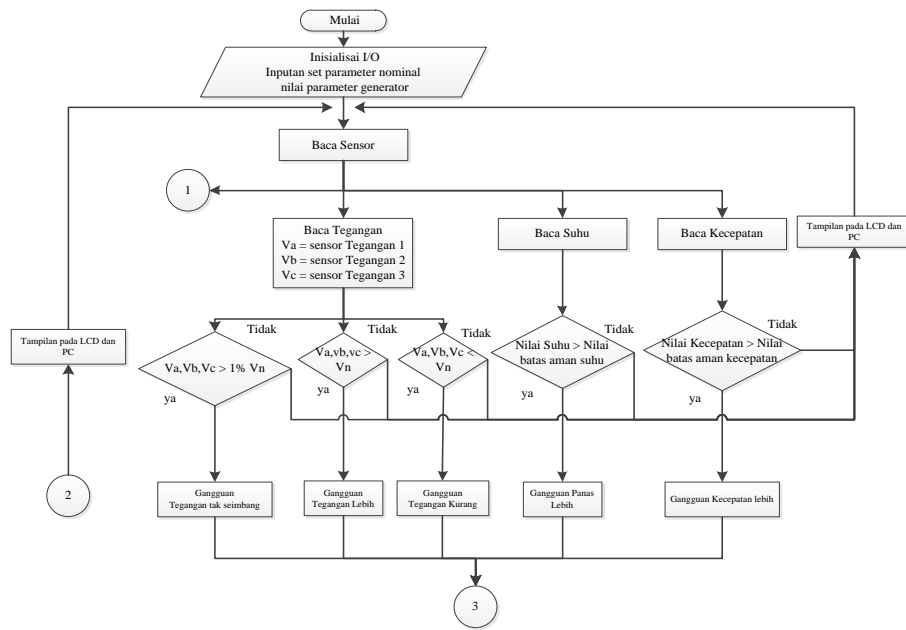 Mulai
Inisialisai I/O
Inputan set parameter nominal
nilai parameter generator
Baca Sensor
1
Baca Tegangan
Va = sensor Tegangan 1
Vb = sensor Tegangan 2
Vc = sensor Tegangan 3
Baca Suhu
Baca Kecepatan
Tampilan pada LCD dan
PC
Tampilan pada LCD dan
PC
Tidak
Va,Vb,Vc > 1% Vn
ya
Tidak
Va,vb,vc >
Vn
ya
Tidak
Va,Vb,Vc <
Vn
ya
Tidak
Nilai Suhu > Nilai
batas aman suhu
ya
Tidak
Nilai Kecepatan > Nilai
batas aman kecepatan
ya
2
Gangguan
Tegangan tak seimbang
Gangguan
Tegangan Lebih
Gangguan
Tegangan Kurang
Gangguan Panas
Lebih
Gangguan Kecepatan lebih
3